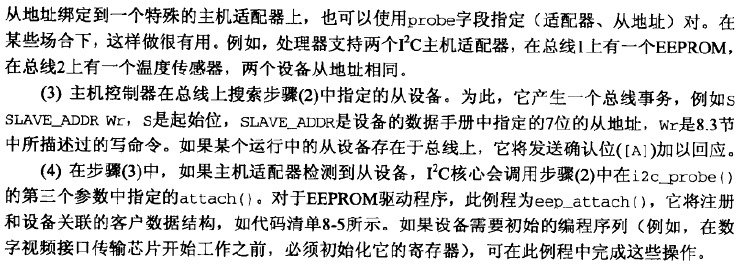 从地址绑定到一个特殊的主机适配器上，也可以使用probe字段指定（适配器、从地址）对。在
某些场合下，这样做很有用。例如，处理器支持两个I²C主机适配器，在总线1上有一个EEPROM，
在总线2上有一个温度传感器，两个设备从地址相同。
(3) 主机控制器在总线上搜索步骤(2)中指定的从设备。为此，它产生一个总线事务，例如S
SLAVE_ADDR Wr，S是起始位，SLAVE_ADDR是设备的数据手册中指定的7位的从地址，Wr是8.3节
中所描述过的写命令。如果某个运行中的从设备存在于总线上，它将发送确认位([A])加以回应。
(4) 在步骤(3)中，如果主机适配器检测到从设备，I²C核心会调用步骤(2)中在i2c_probe()
的第三个参数中指定的attach()。对于EEPROM驱动程序，此例程为eep_attach()，它将注册
和设备关联的客户数据结构，如代码清单8-5所示。如果设备需要初始的编程序列（例如，在数
字视频接口传输芯片开始工作之前，必须初始化它的寄存器），可在此例程中完成这些操作。